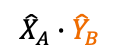 X̂_A · Ŷ_B